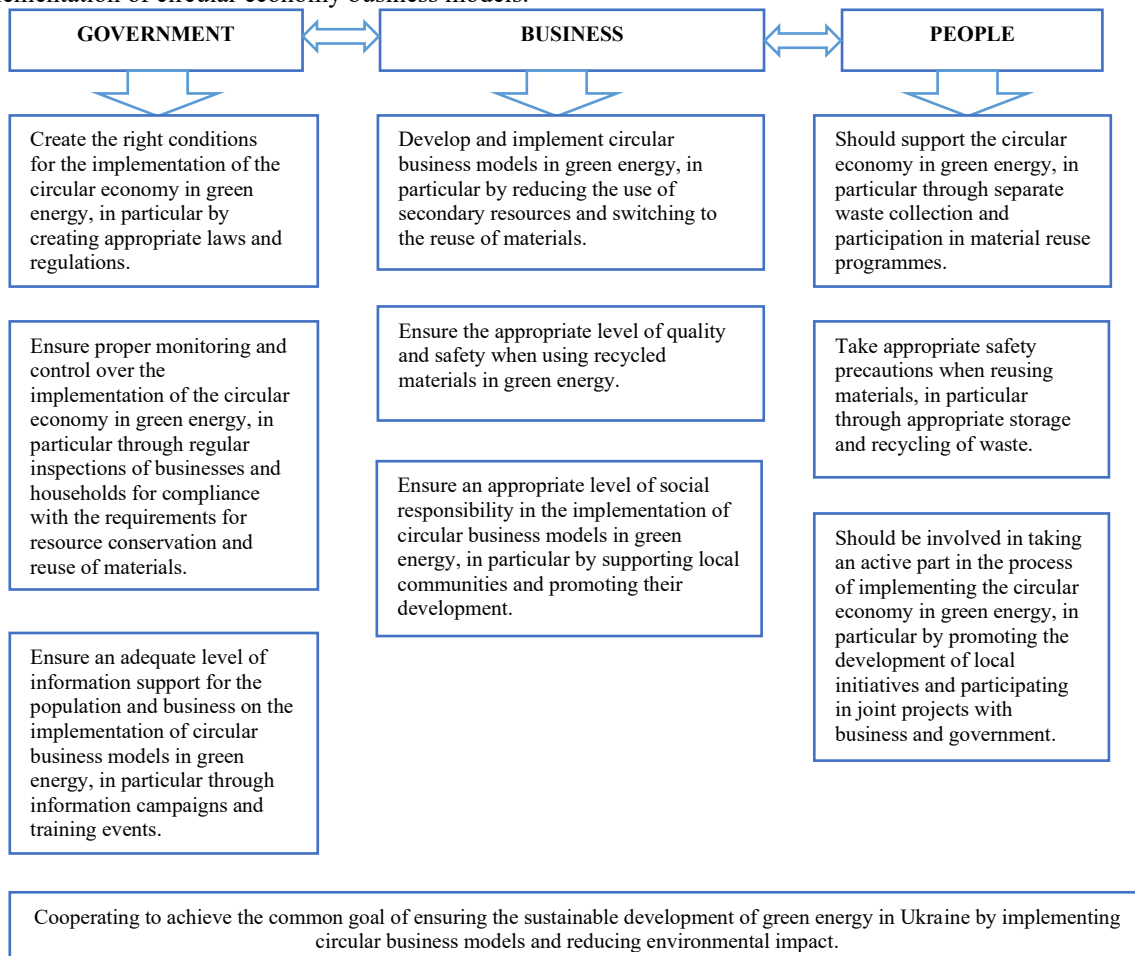 implementation of circular economy business models.
GOVERNMENT
BUSINESS
PEOPLE
Create the right conditions
for the implementation of the
circular economy in green
energy, in particular by
creating appropriate laws and
regulations.
Ensure proper monitoring and
control over the
implementation of the circular
economy in green energy, in
particular through regular
inspections of businesses and
households for compliance
with the requirements for
resource conservation and
reuse of materials.
Ensure an adequate level of
information support for the
population and business on the
implementation of circular
business models in green
energy, in particular through
information campaigns and
training events.
Develop and implement circular
business models in green energy, in
particular by reducing the use of
secondary resources and switching to
the reuse of materials.
Ensure the appropriate level of quality
and safety when using recycled
materials in green energy.
Ensure an appropriate level of social
responsibility in the implementation of
circular business models in green
energy, in particular by supporting local
communities and promoting their
development.
Should support the circular
economy in green energy, in
particular through separate
waste collection and
participation in material reuse
programmes.
Take appropriate safety
precautions when reusing
materials, in particular
through appropriate storage
and recycling of waste.
Should be involved in taking
an active part in the process
of implementing the circular
economy in green energy, in
particular by promoting the
development of local
initiatives and participating
in joint projects with
business and government.
Cooperating to achieve the common goal of ensuring the sustainable development of green energy in Ukraine by implementing
circular business models and reducing environmental impact.